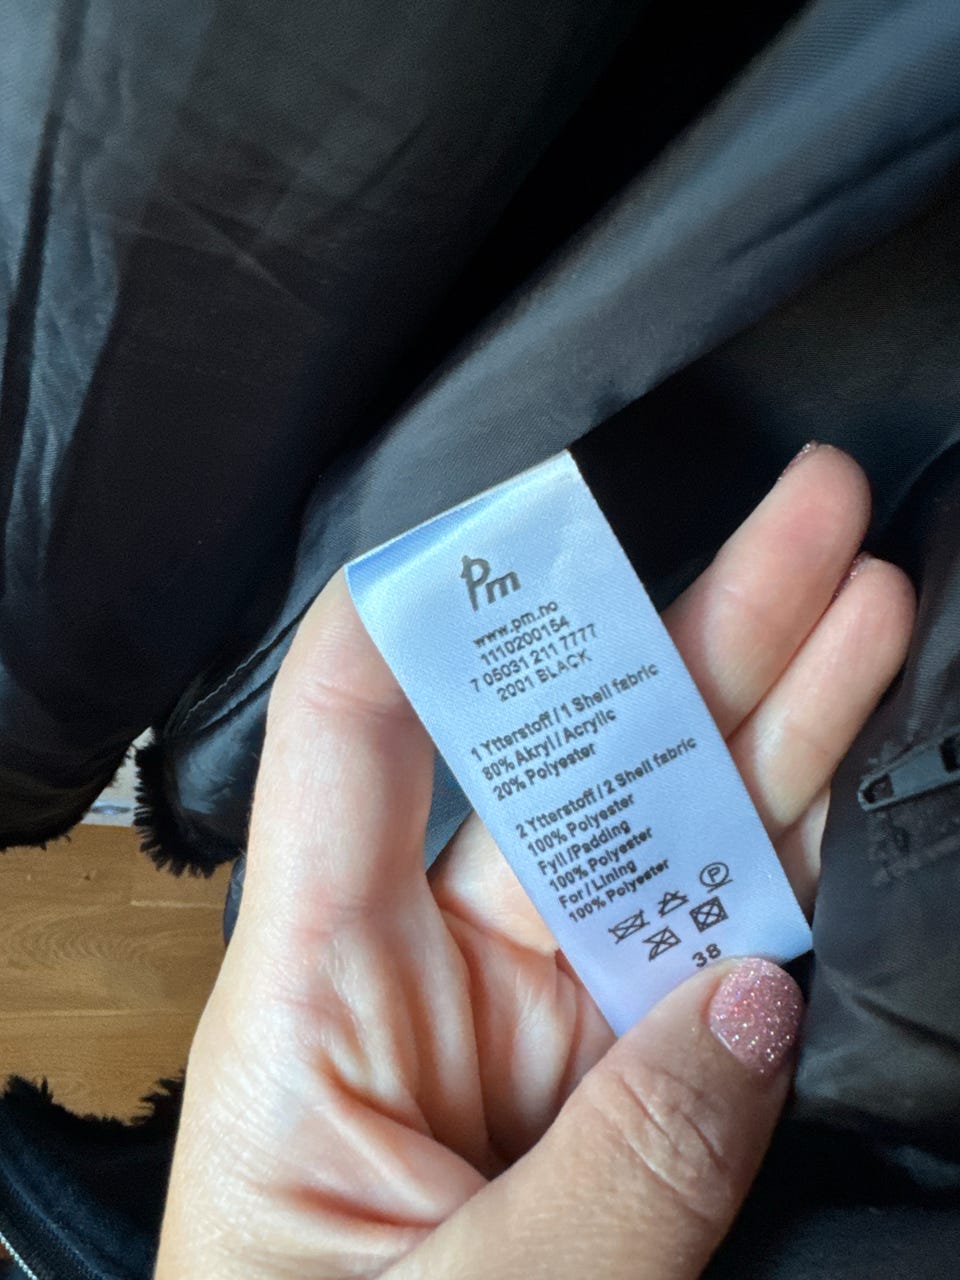 Pm
www.pm.no
1110200154
7 05031 211 7777
2001 BLACK
1 Ytterstoff / 1 Shell fabric
80% Akryl / Acrylic
20% Polyester
2 Ytterstoff / 2 Shell fabric
100% Polyester
Fyll /Padding
100% Polyester
For / Lining
100% Polyester
P
38